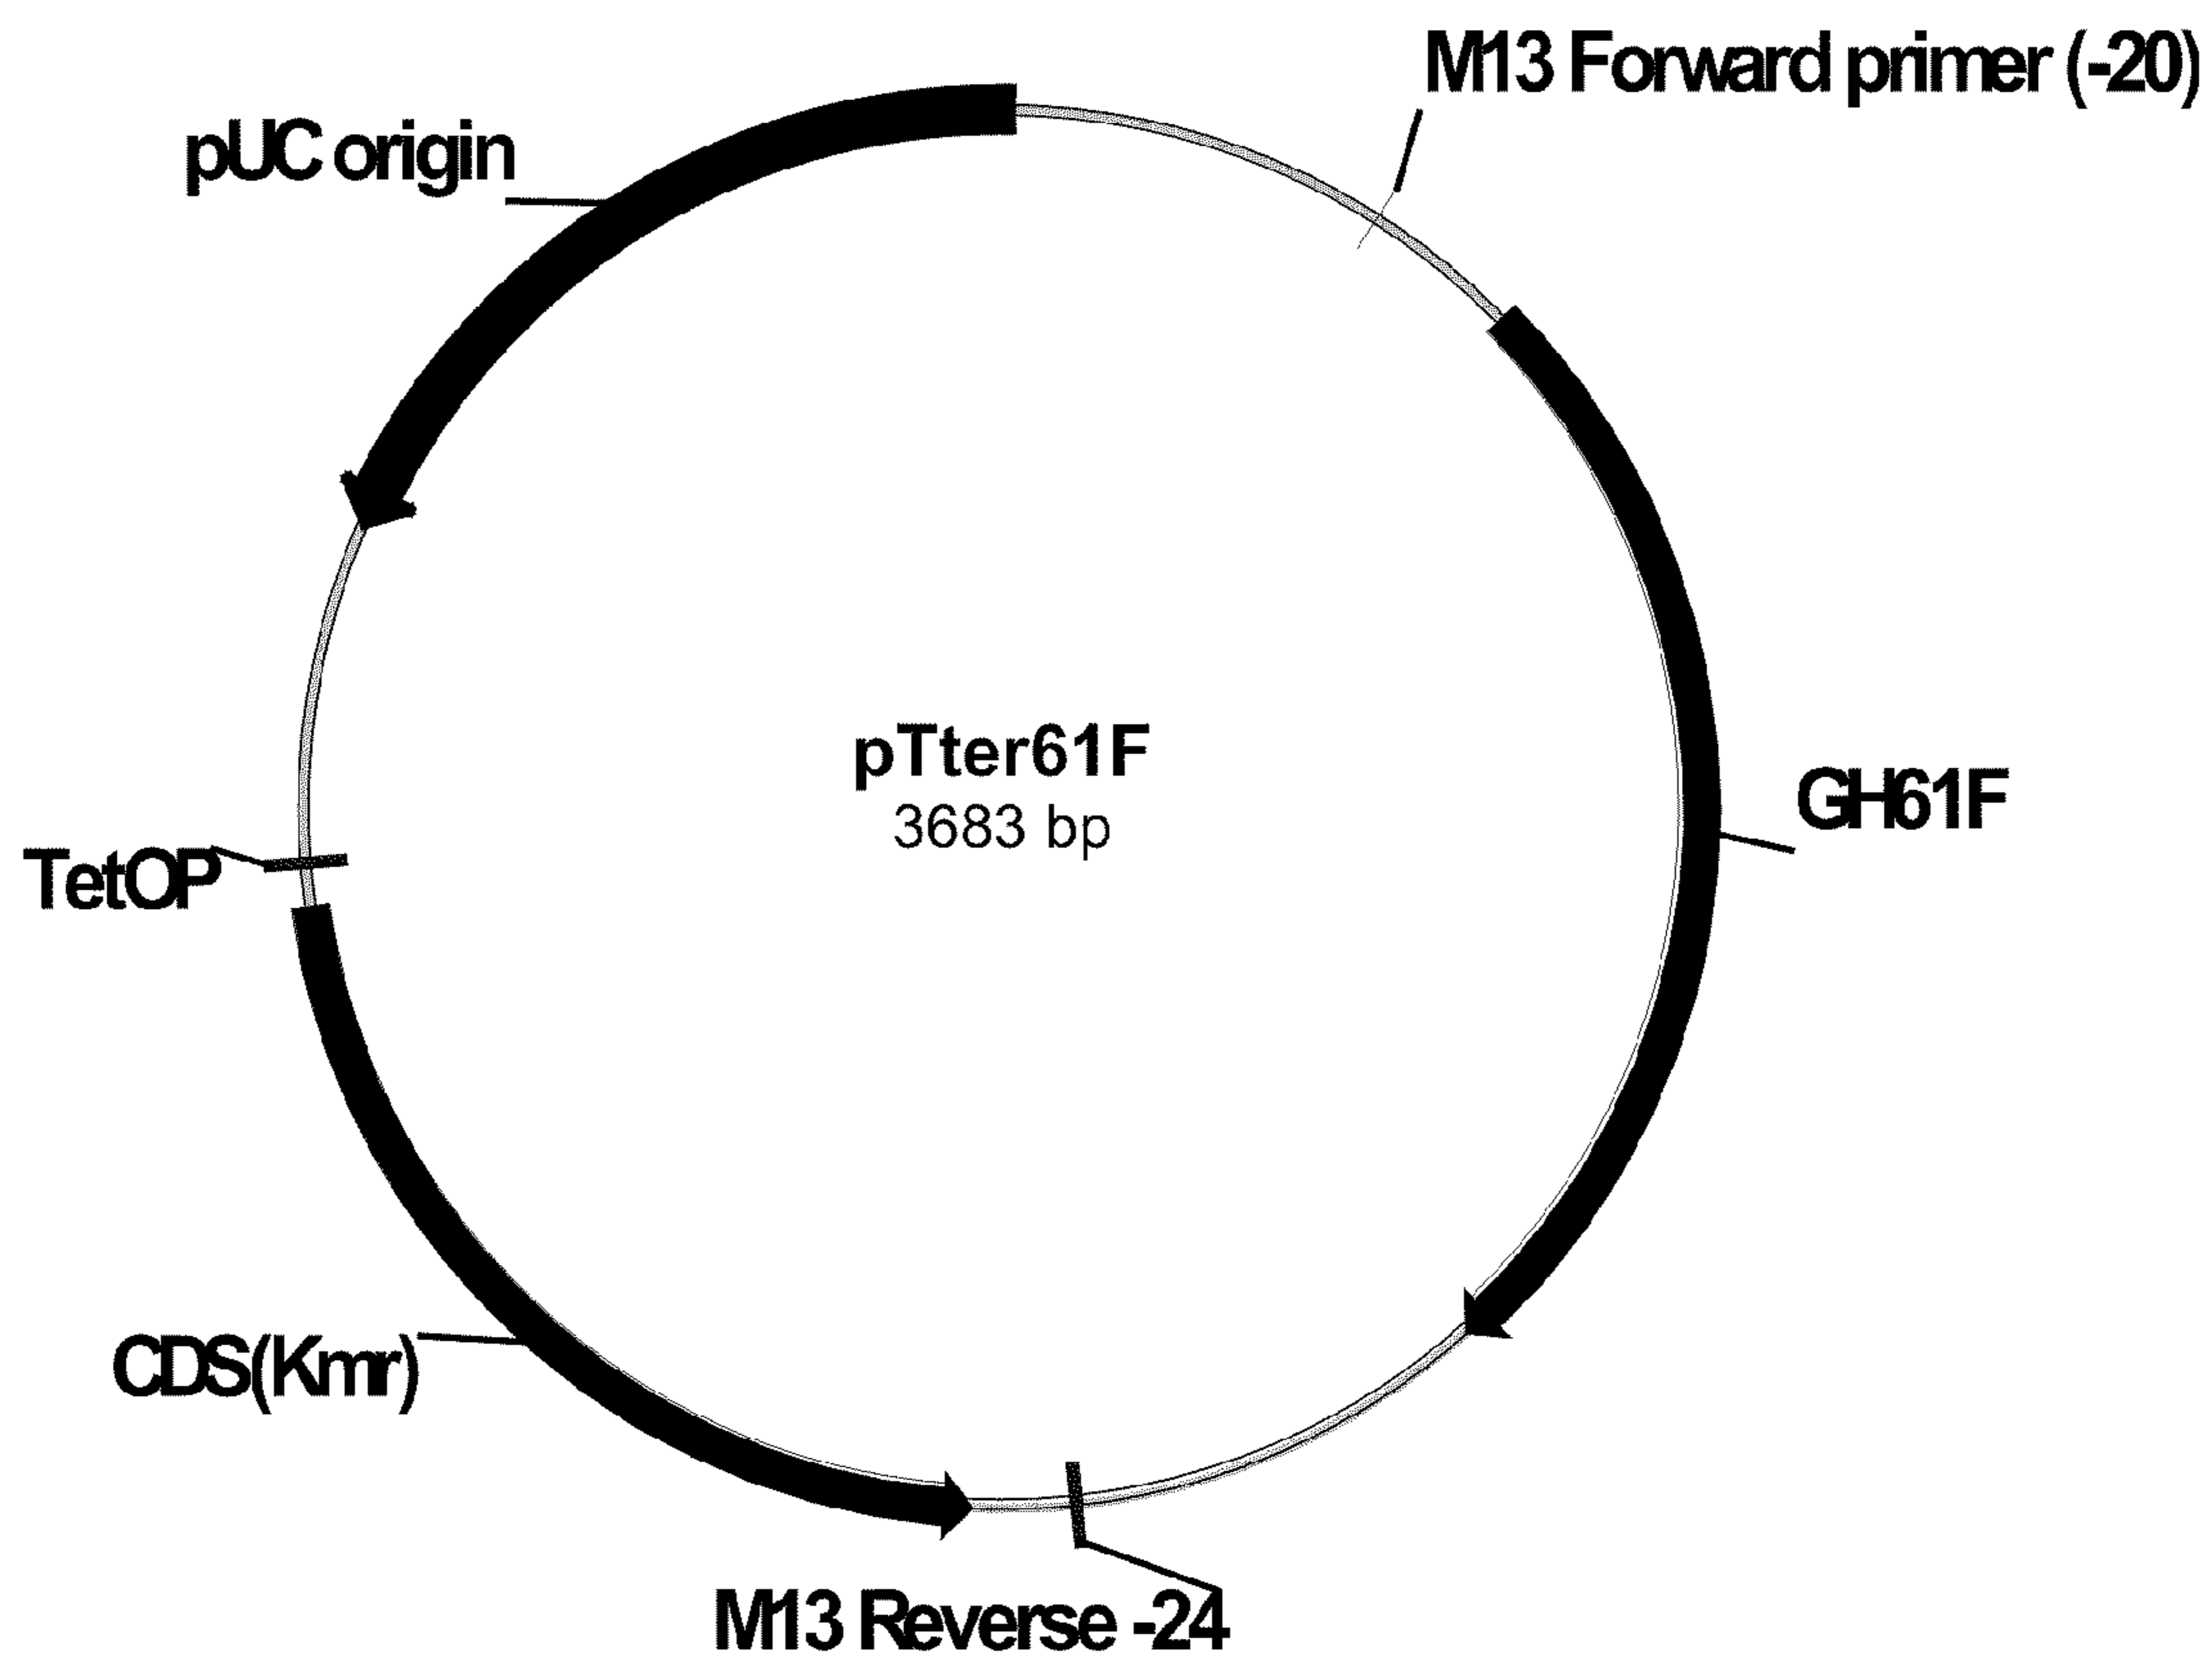 M13 Forward primer (-20)
pUC origin
pTter61F
3683 bp
GH61F
TetOP
CDS(Kmr)
M13 Reverse -24